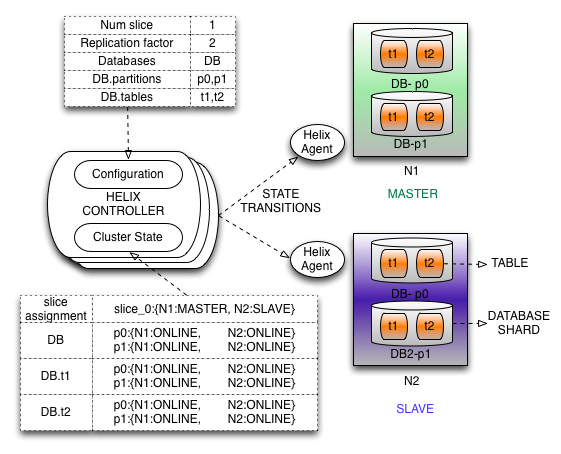 Num slice 1
Replication factor 2
Databases DB
DB.partitions p0,p1
DB.tables t1,t2
Configuration
HELIX
CONTROLLER
Cluster State
Helix
Agent
STATE
TRANSITIONS
Helix
Agent
t1 t2
DB- p0
t1 t2
DB-p1
N1
MASTER
t1 t2
DB- p0
t1 t2
DB2-p1
N2
SLAVE
TABLE
DATABASE
SHARD
slice
assignment
slice_0:{N1:MASTER, N2:SLAVE}
DB
p0:{N1:ONLINE, N2:ONLINE}
p1:{N1:ONLINE, N2:ONLINE}
DB.t1
p0:{N1:ONLINE, N2:ONLINE}
p1:{N1:ONLINE, N2:ONLINE}
DB.t2
p0:{N1:ONLINE, N2:ONLINE}
p1:{N1:ONLINE, N2:ONLINE}